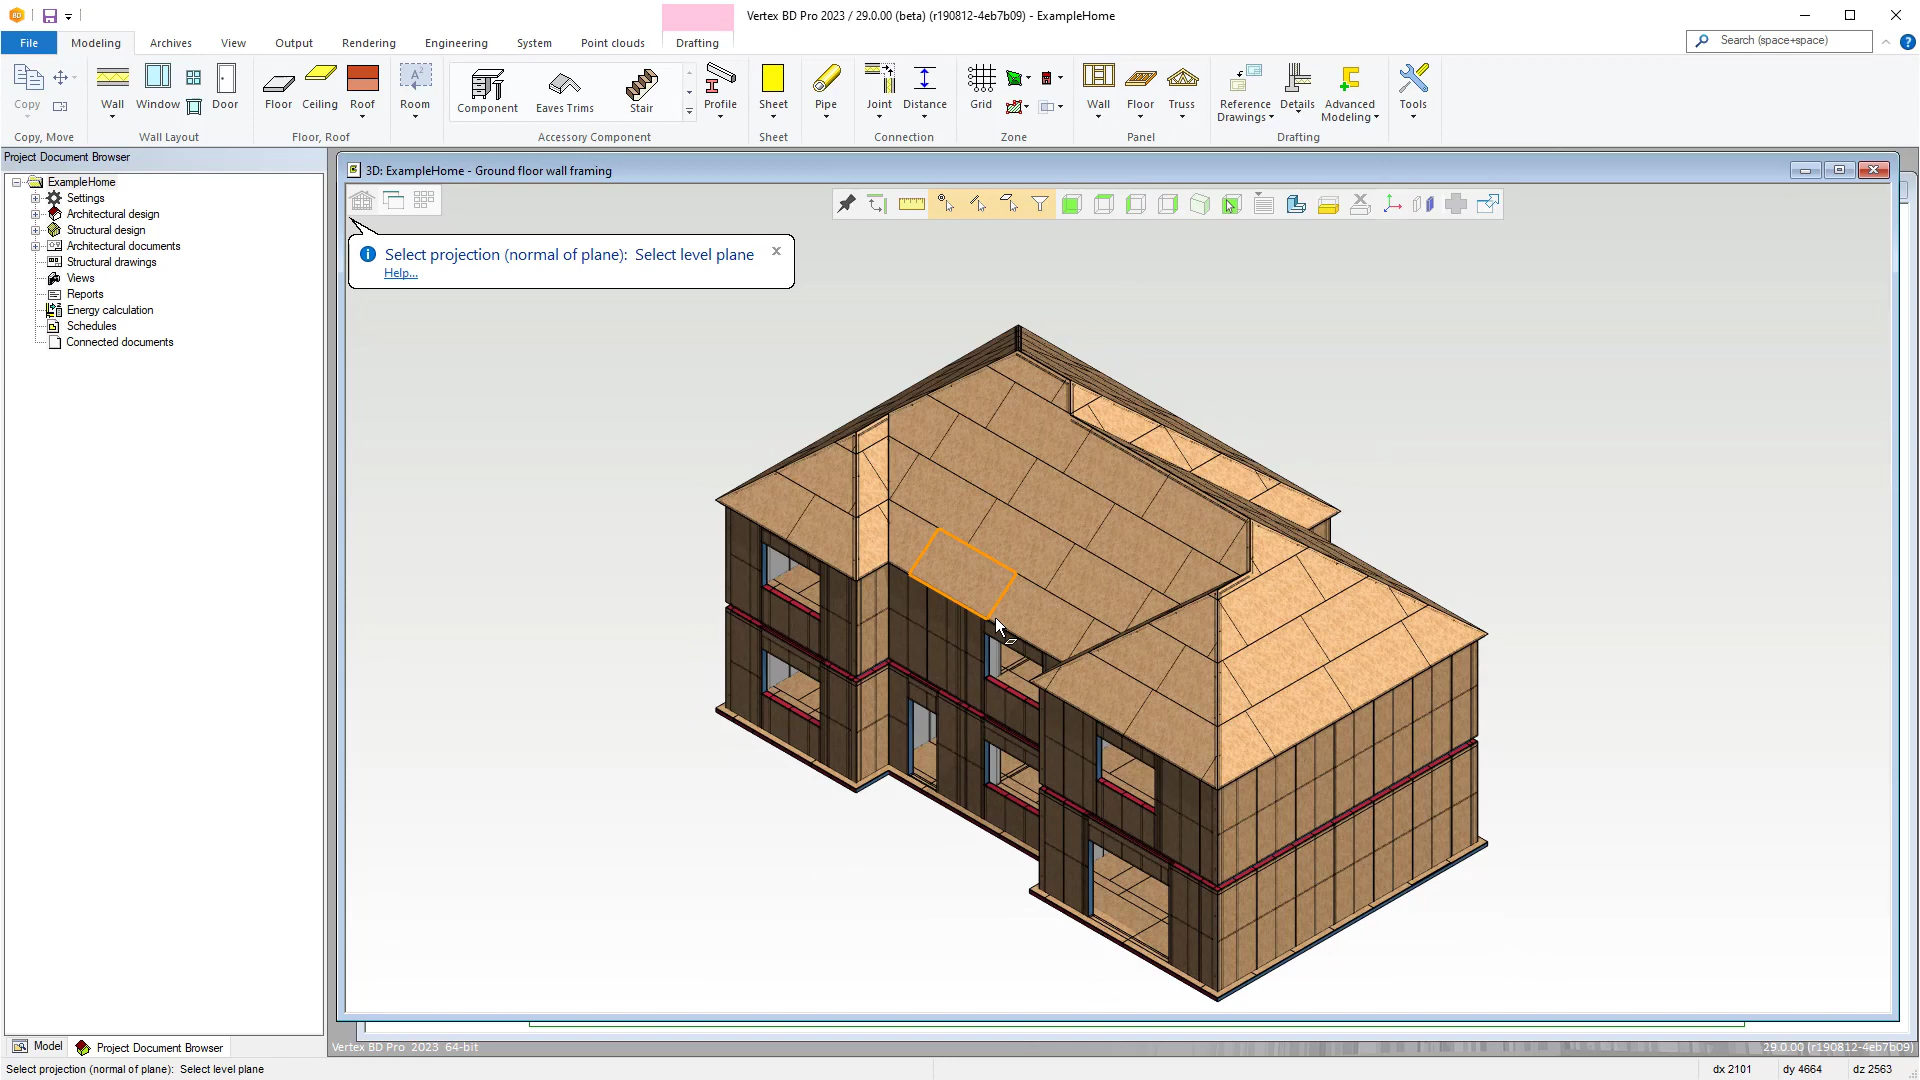 BD
Vertex BD Pro 2023 / 29.0.00 (beta) (r190812-4eb7b09) - ExampleHome
File
Modeling
Archives
View
Output
Rendering
Engineering
System
Point clouds
Drafting
Search (space+space)
Copy
Wall
Window
Door
Floor
Ceiling
Roof
Room
Component
Eaves Trims
Stair
Profile
Sheet
Pipe
Joint
Distance
Grid
Wall
Floor
Truss
Reference Drawings
Details
Advanced Modeling
Tools
Copy, Move
Wall Layout
Floor, Roof
Accessory Component
Sheet
Connection
Zone
Panel
Drafting
Project Document Browser
ExampleHome
Settings
Architectural design
Structural design
Architectural documents
Structural drawings
Views
Reports
Energy calculation
Schedules
Connected documents
3D: ExampleHome - Ground floor wall framing
Select projection (normal of plane): Select level plane
Help...
Model
Project Document Browser
Vertex BD Pro 2023 64-bit
29.0.00 (r190812-4eb7b09)
Select projection (normal of plane): Select level plane
dx 2101
dy 4664
dz 2563